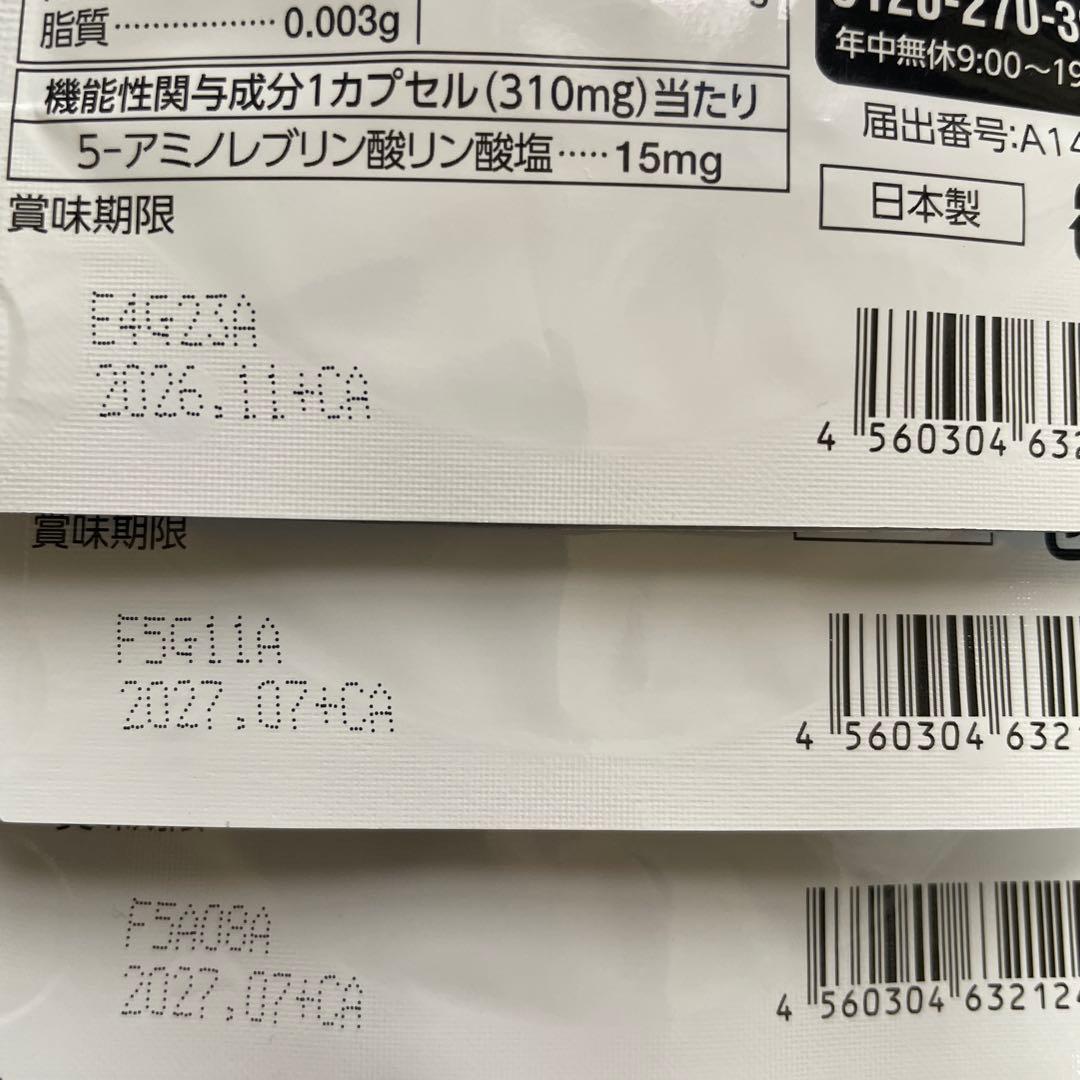 脂質……………… 0.003g
機能性関与成分1カプセル(310mg)当たり
5-アミノレブリン酸リン酸塩…… 15mg
賞味期限
E4G23A
2026.11+CA
0120-270-3
年中無休9:00〜19
届出番号:A14
日本製
4 560304 632
賞味期限
F5G11A
2027.07+CA
4 560304 632
F5A08A
2027.07+CA
4 560304 632124